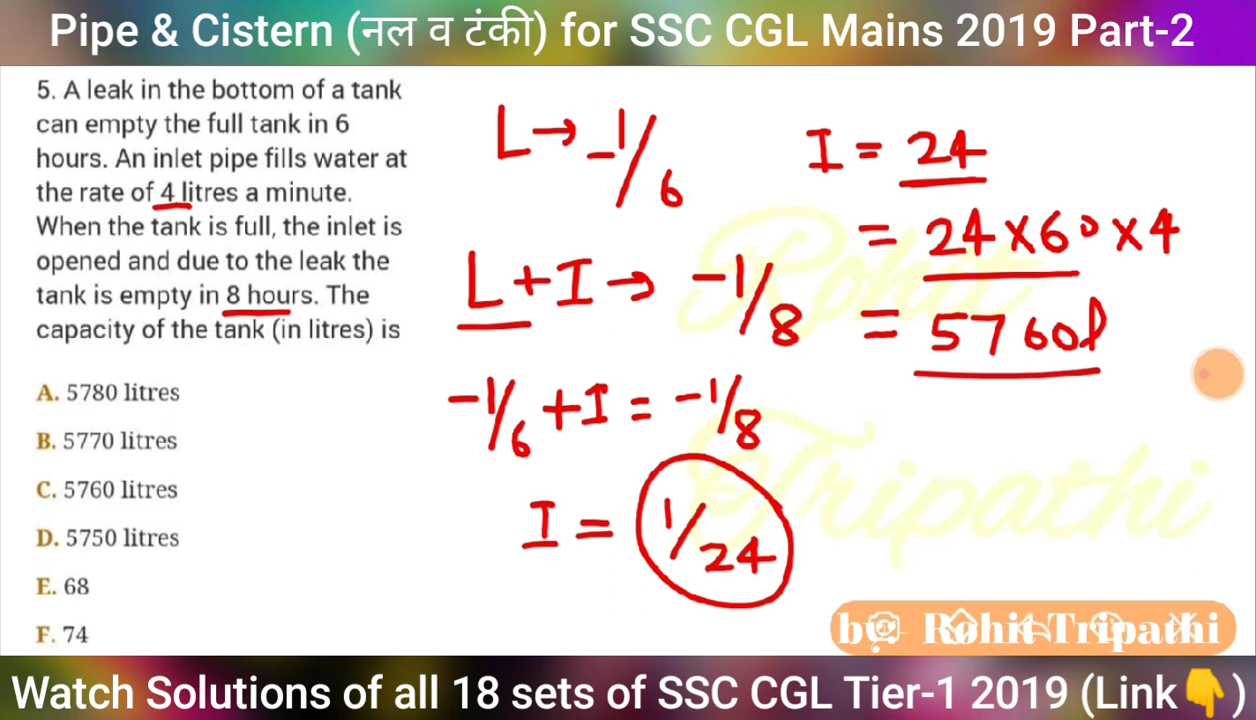 Pipe & Cistern (नल व टंकी) for SSC CGL Mains 2019 Part-2
5. A leak in the bottom of a tank
can empty the full tank in 6
hours. An inlet pipe fills water at
the rate of 4 litres a minute.
When the tank is full, the inlet is
opened and due to the leak the
tank is empty in 8 hours. The
capacity of the tank (in litres) is
A. 5780 litres
B. 5770 litres
C. 5760 litres
D. 5750 litres
E. 68
F. 74
L → -1/6
L + I → -1/8
-1/6 + I = -1/8
I = 1/24
I = 24
= 24×60×4
= 5760l
Rohit
Tripathi
by: Rohit Tripathi
Watch Solutions of all 18 sets of SSC CGL Tier-1 2019 (Link👇)